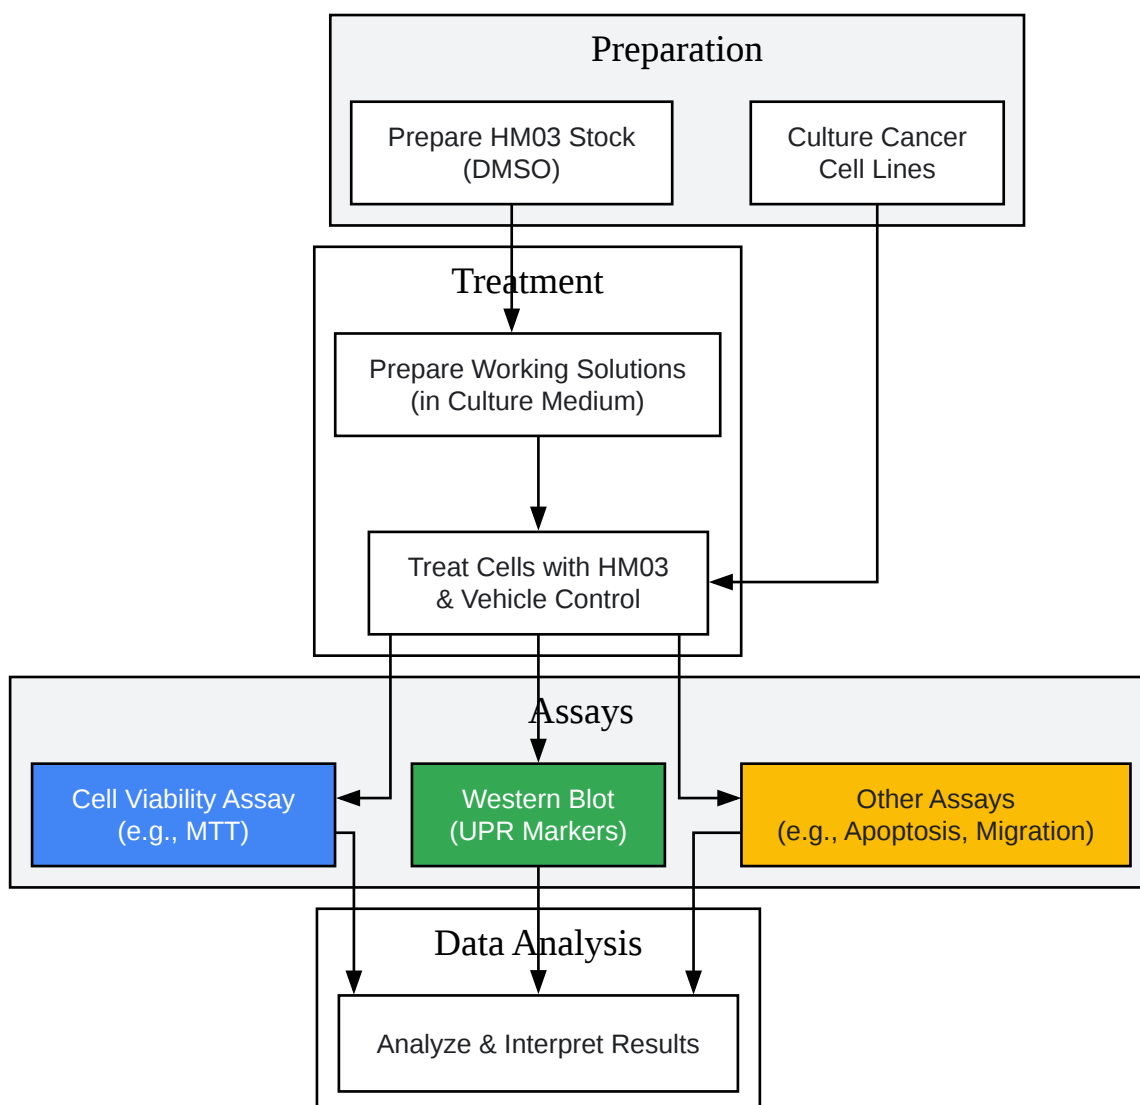 Preparation
Prepare HM03 Stock
(DMSO)
Culture Cancer
Cell Lines
Treatment
Prepare Working Solutions
(in Culture Medium)
Treat Cells with HM03
& Vehicle Control
Assays
Cell Viability Assay
(e.g., MTT)
Western Blot
(UPR Markers)
Other Assays
(e.g., Apoptosis, Migration)
Data Analysis
Analyze & Interpret Results